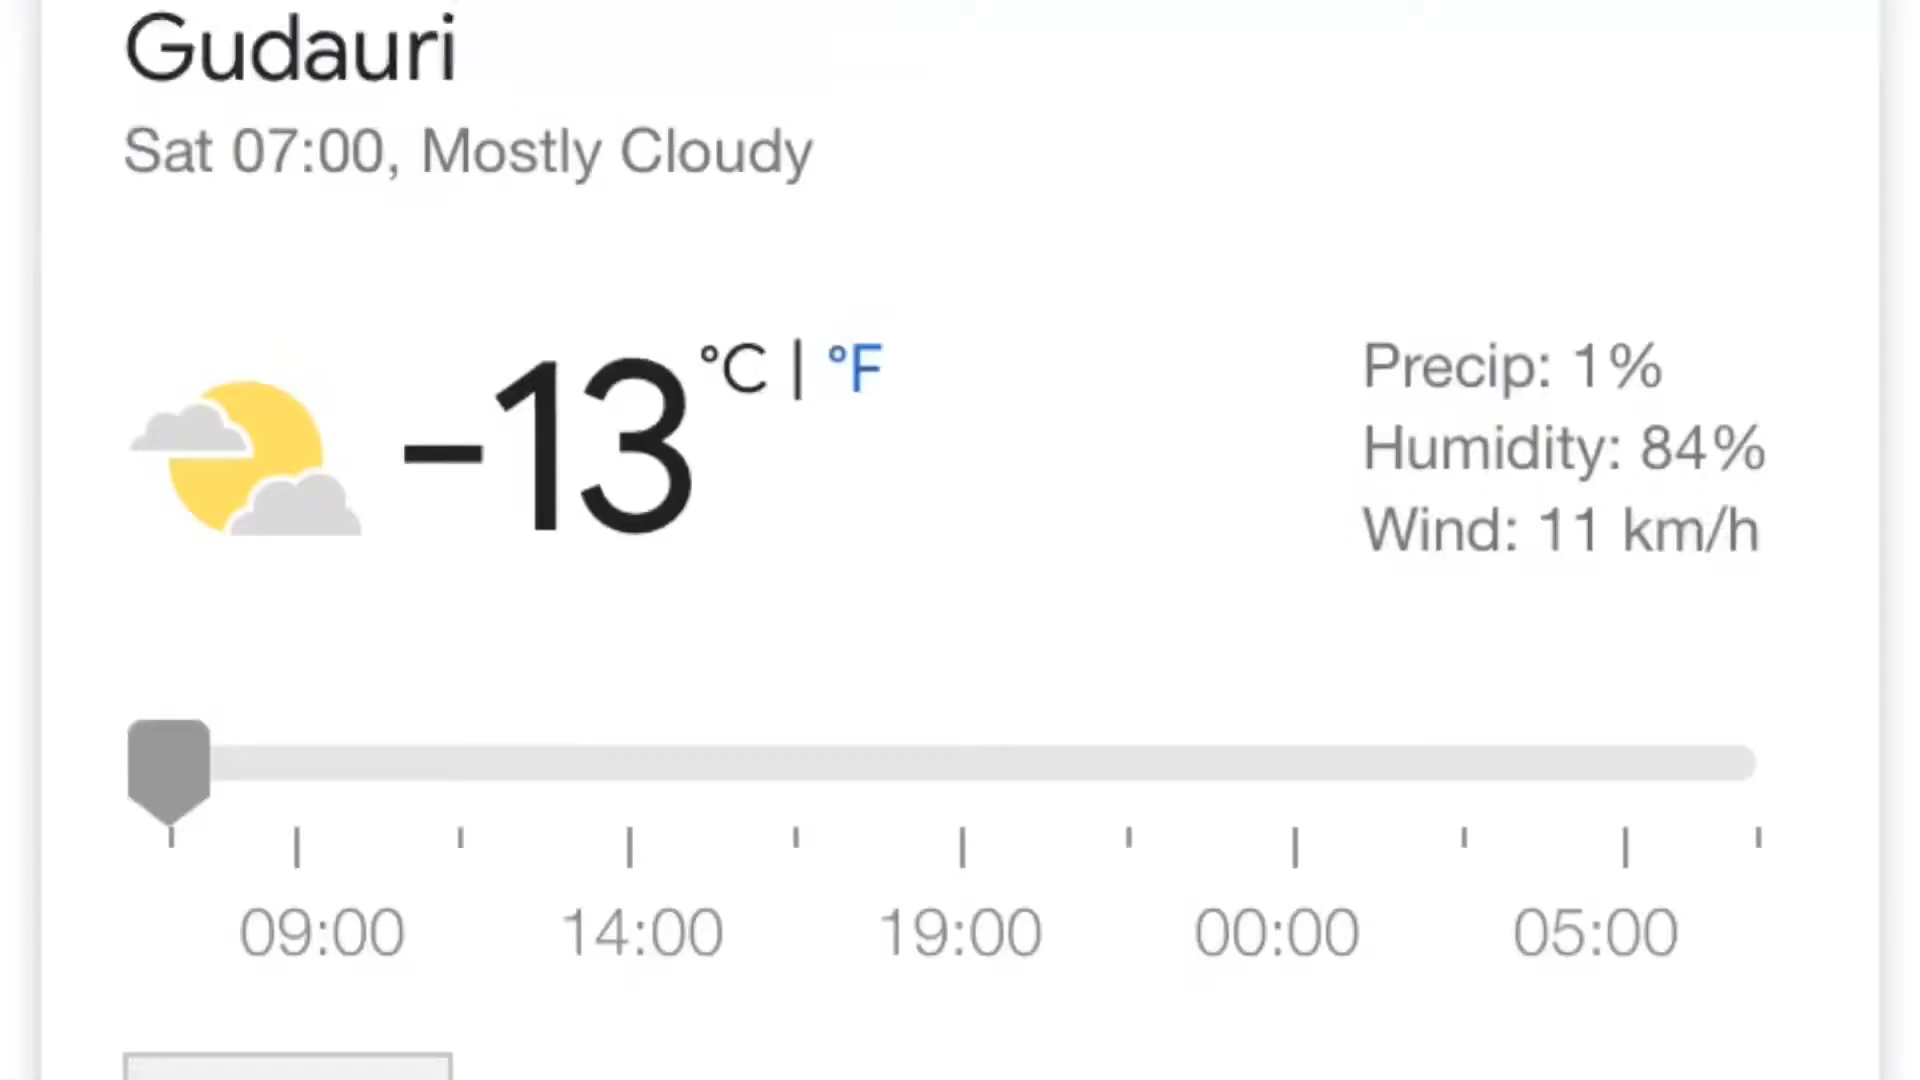 Gudauri
Sat 07:00, Mostly Cloudy
-13 °C | °F
Precip: 1%
Humidity: 84%
Wind: 11 km/h
09:00 14:00 19:00 00:00 05:00